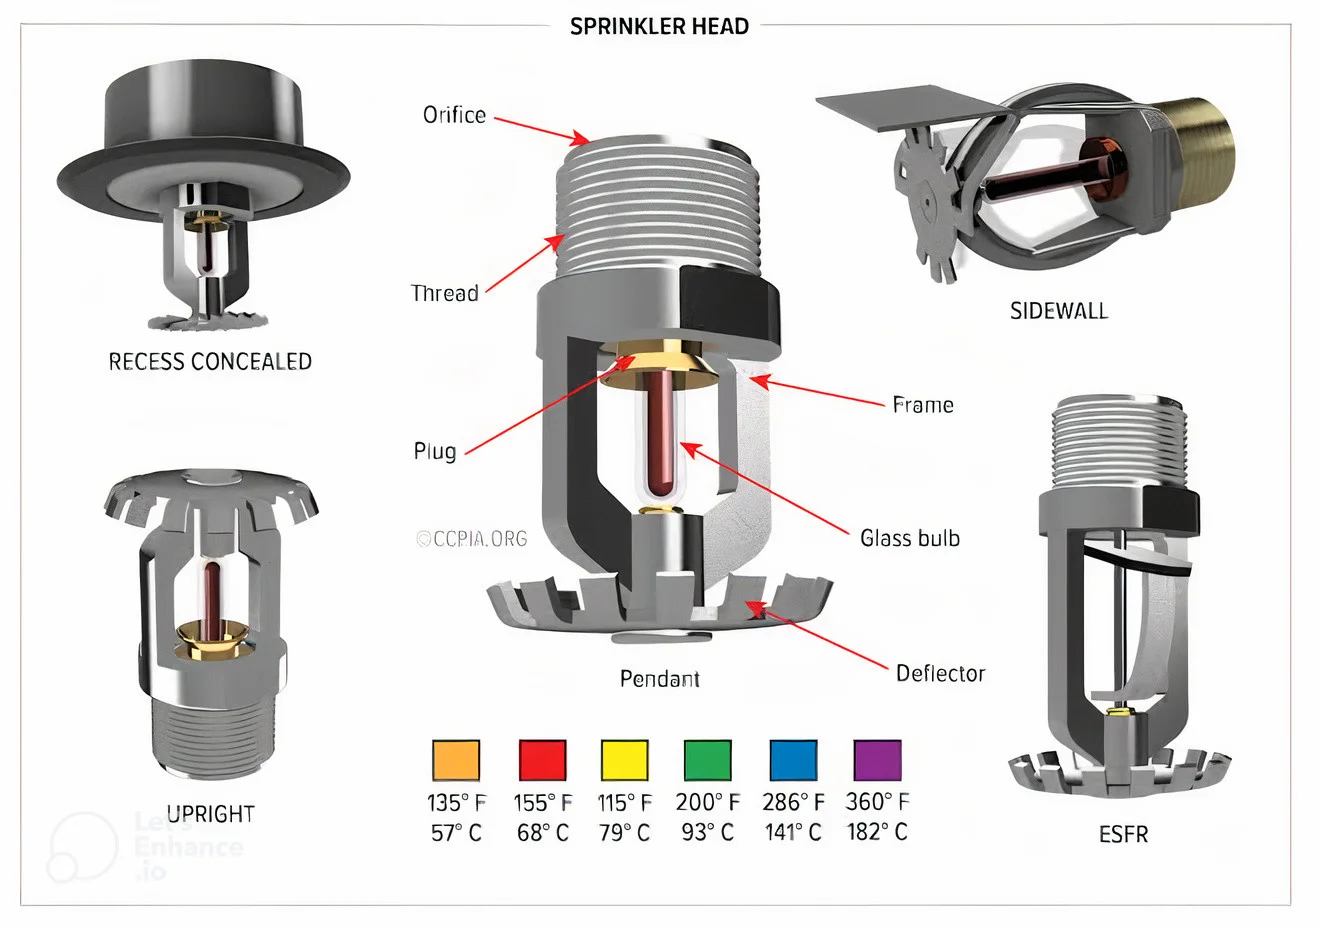 SPRINKLER HEAD
Orifice
Thread
SIDEWALL
RECESS CONCEALED
Frame
Plug
Glass bulb
©CCPIA.ORG
Deflector
Pendant
UPRIGHT
135° F
57° C
155° F
68° C
115° F
79° C
200° F
93° C
286° F
141° C
360° F
182° C
ESFR
Let's
Enhance
.io